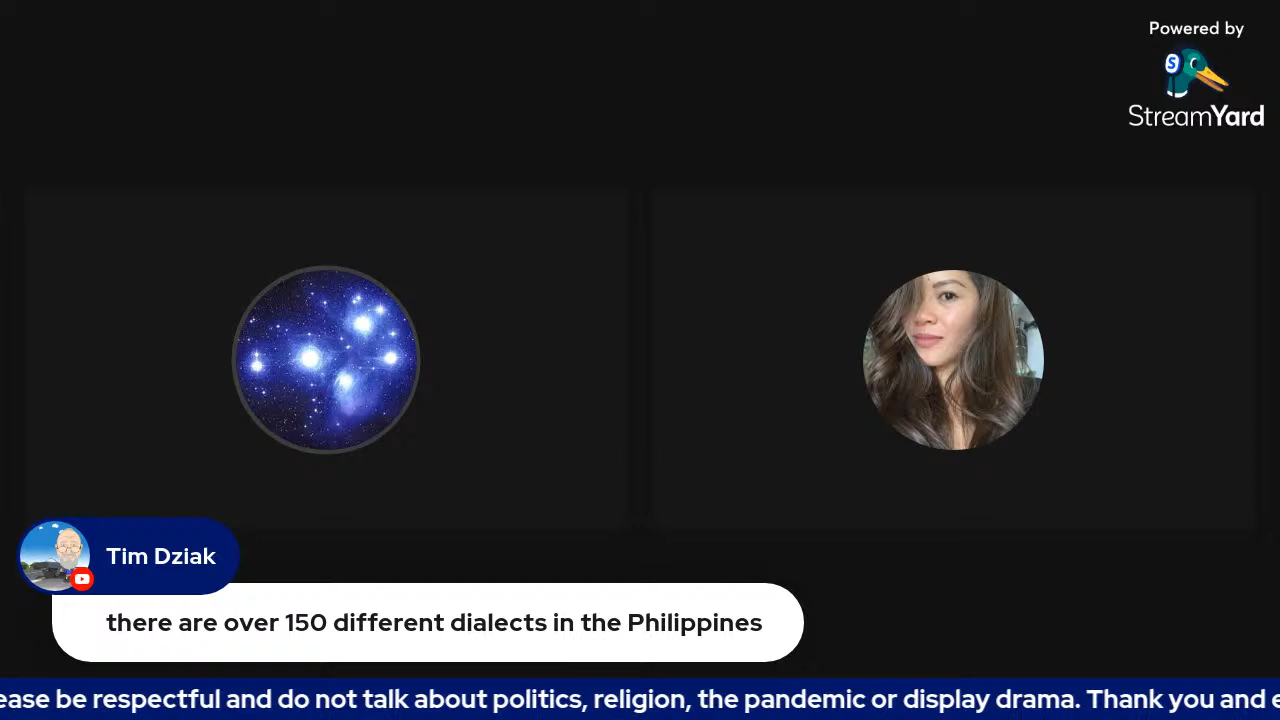 Powered by
S
StreamYard
Tim Dziak
there are over 150 different dialects in the Philippines
ease be respectful and do not talk about politics, religion, the pandemic or display drama. Thank you and e